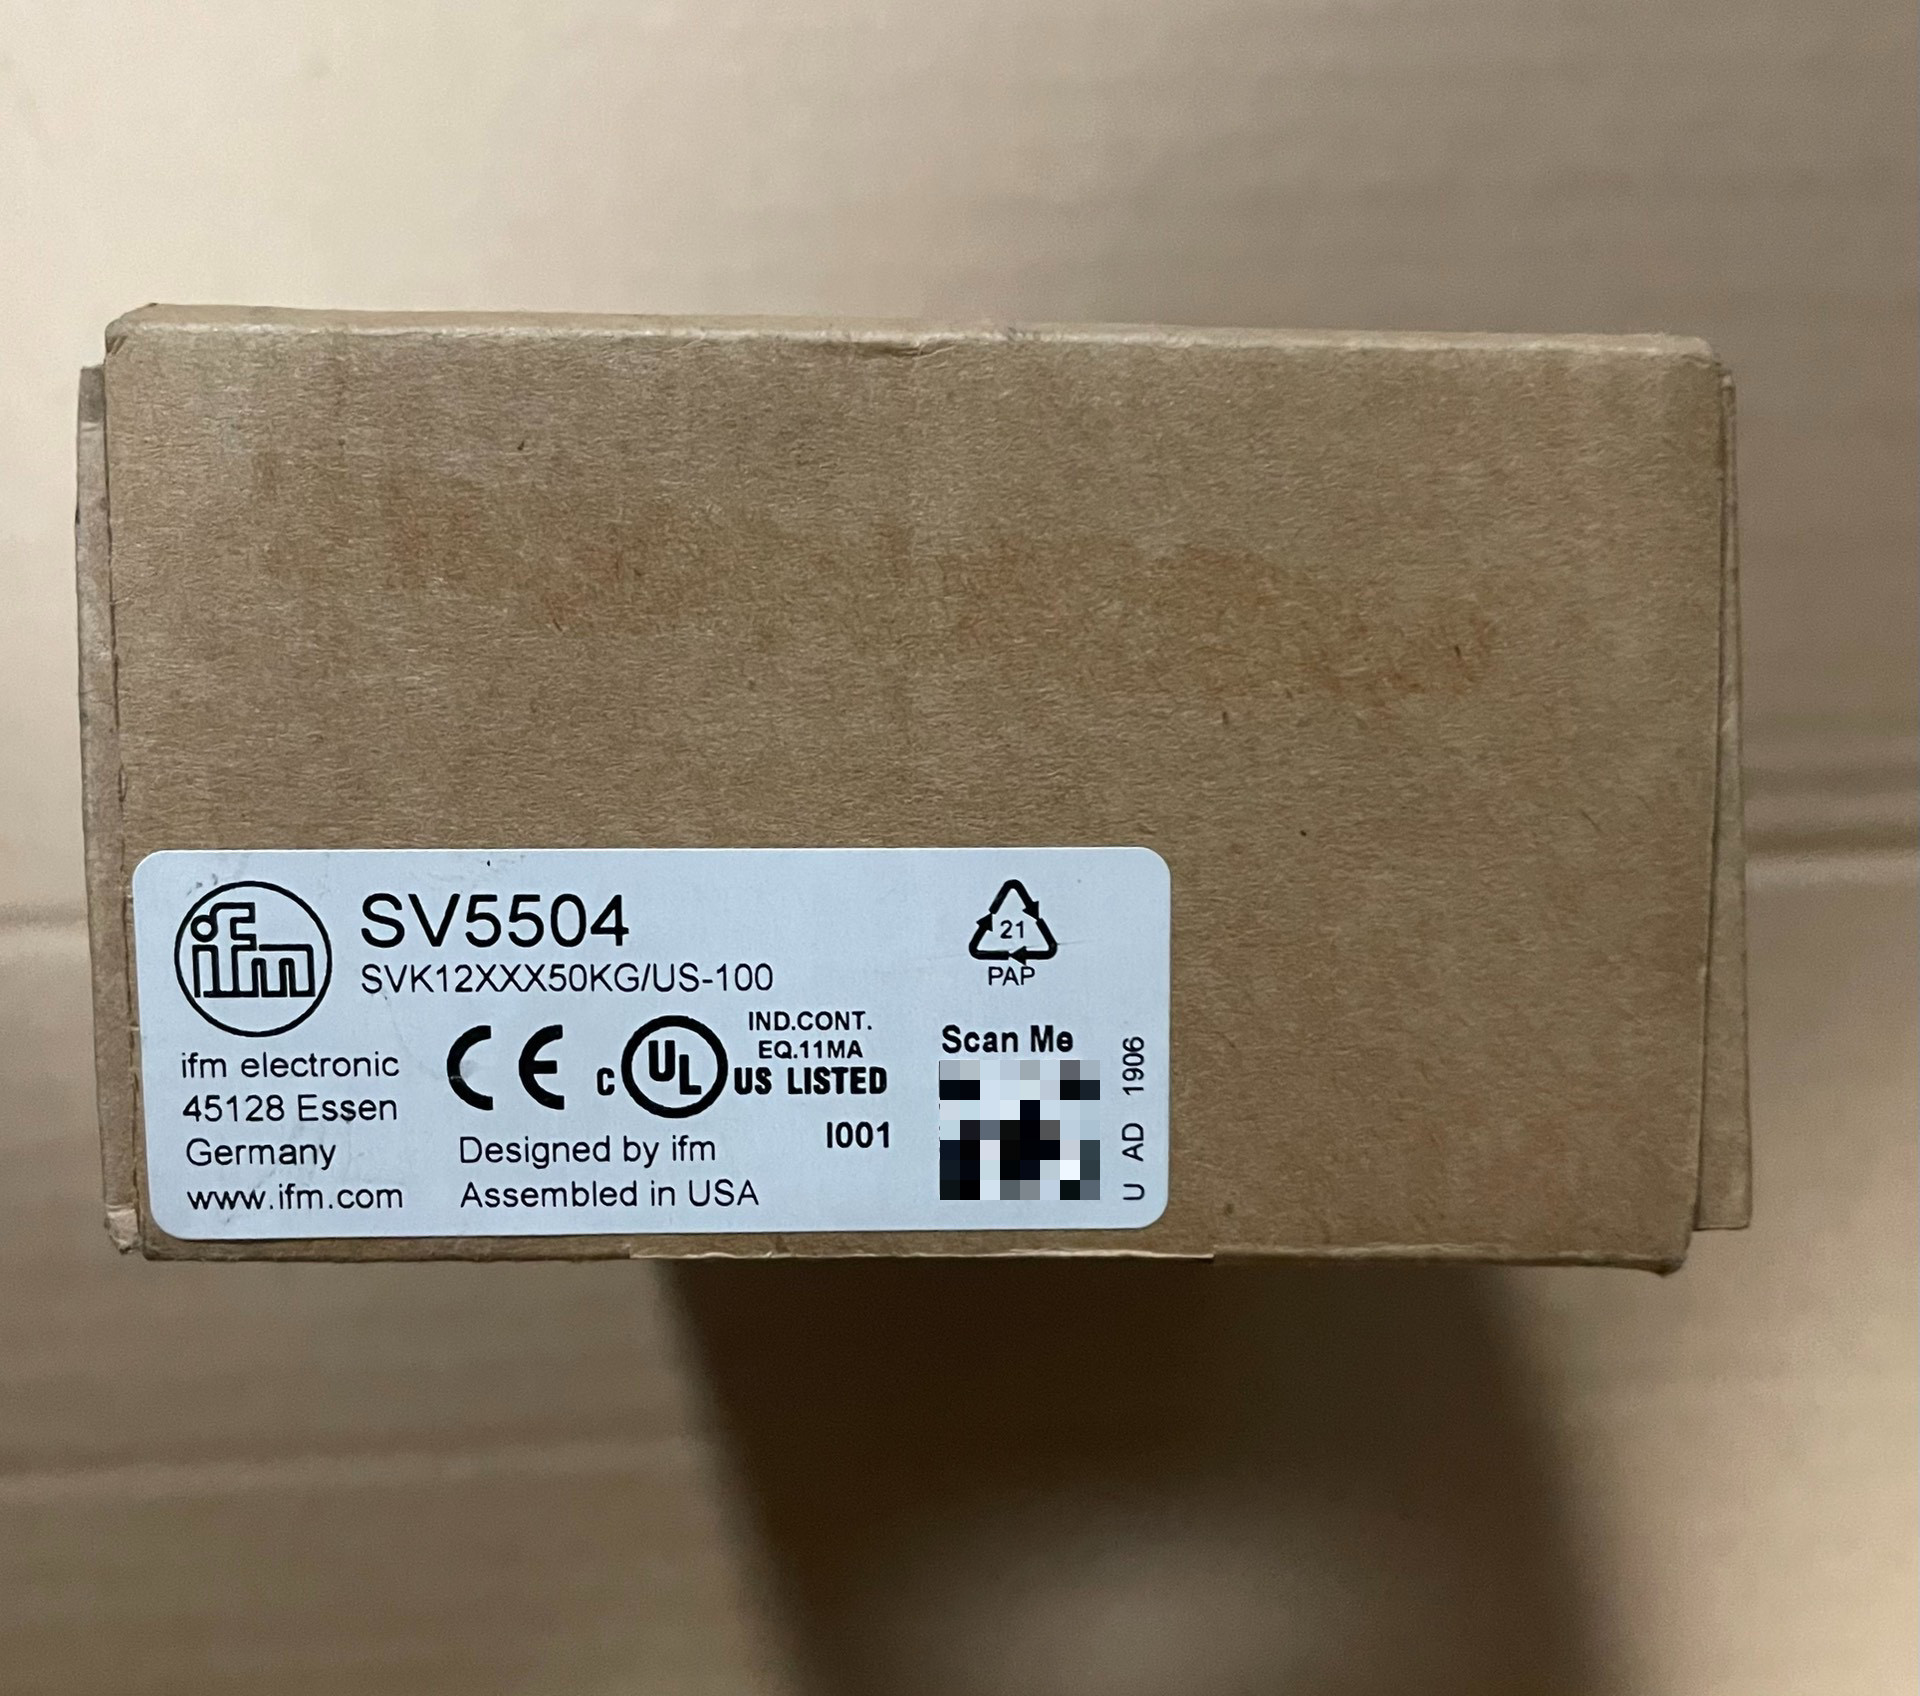 ifm
SV5504
SVK12XXX50KG/US-100
21
PAP
ifm electronic
45128 Essen
Germany
www.ifm.com
CE
c UL US LISTED
IND.CONT.
EQ.11MA
I001
Designed by ifm
Assembled in USA
Scan Me
U AD 1906